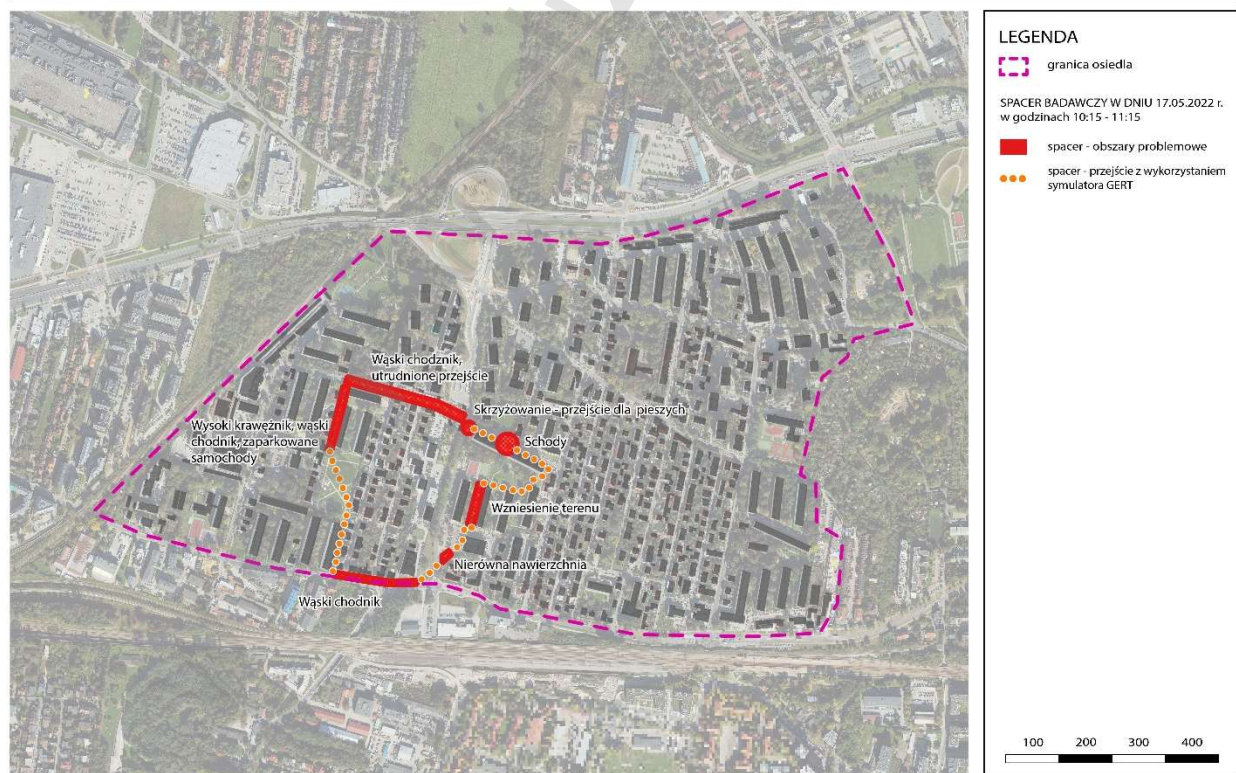 LEGENDA
granica osiedla
SPACER BADAWCZY W DNIU 17.05.2022 r.
w godzinach 10:15 - 11:15
spacer - obszary problemowe
spacer - przejście z wykorzystaniem
symulatora GERT
Wąski chodznik,
utrudnione przejście
Skrzyżowanie - przejście dla pieszych
Wysoki krawężnik, wąski
chodnik, zaparkowane
samochody
Schody
Wzniesienie terenu
Nierówna nawierzchnia
Wąski chodnik
100 200 300 400